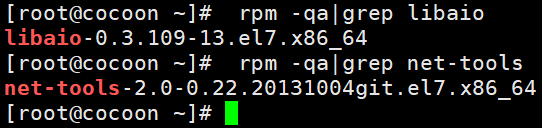 [root@cocoon ~]#  rpm -qa|grep libaio
libaio-0.3.109-13.el7.x86_64
[root@cocoon ~]#  rpm -qa|grep net-tools
net-tools-2.0-0.22.20131004git.el7.x86_64
[root@cocoon ~]#